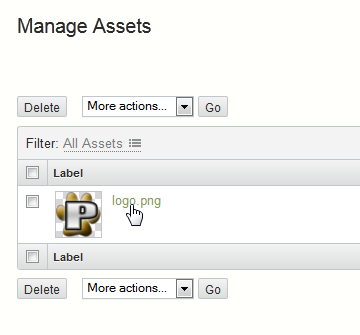 Manage Assets
Delete More actions... Go
Filter: All Assets
Label
P logo.png
Label
Delete More actions... Go